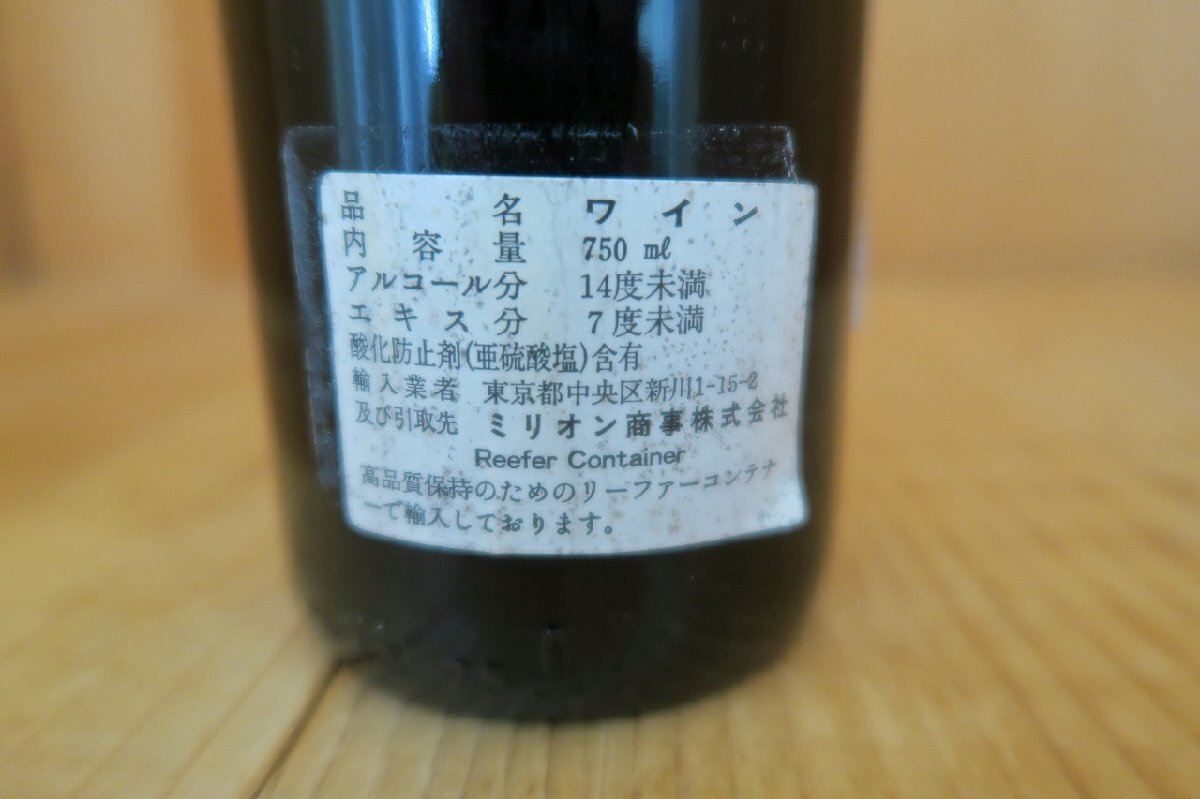 品名 ワイン
内容量 750 ㎖
アルコール分 14度未満
エキス分 7度未満
酸化防止剤(亜硫酸塩)含有
輸入業者 東京都中央区新川1-15-2
及び引取先 ミリオン商事株式会社
Reefer Container
高品質保持のためのリーファーコンテナ
ーで輸入しております。